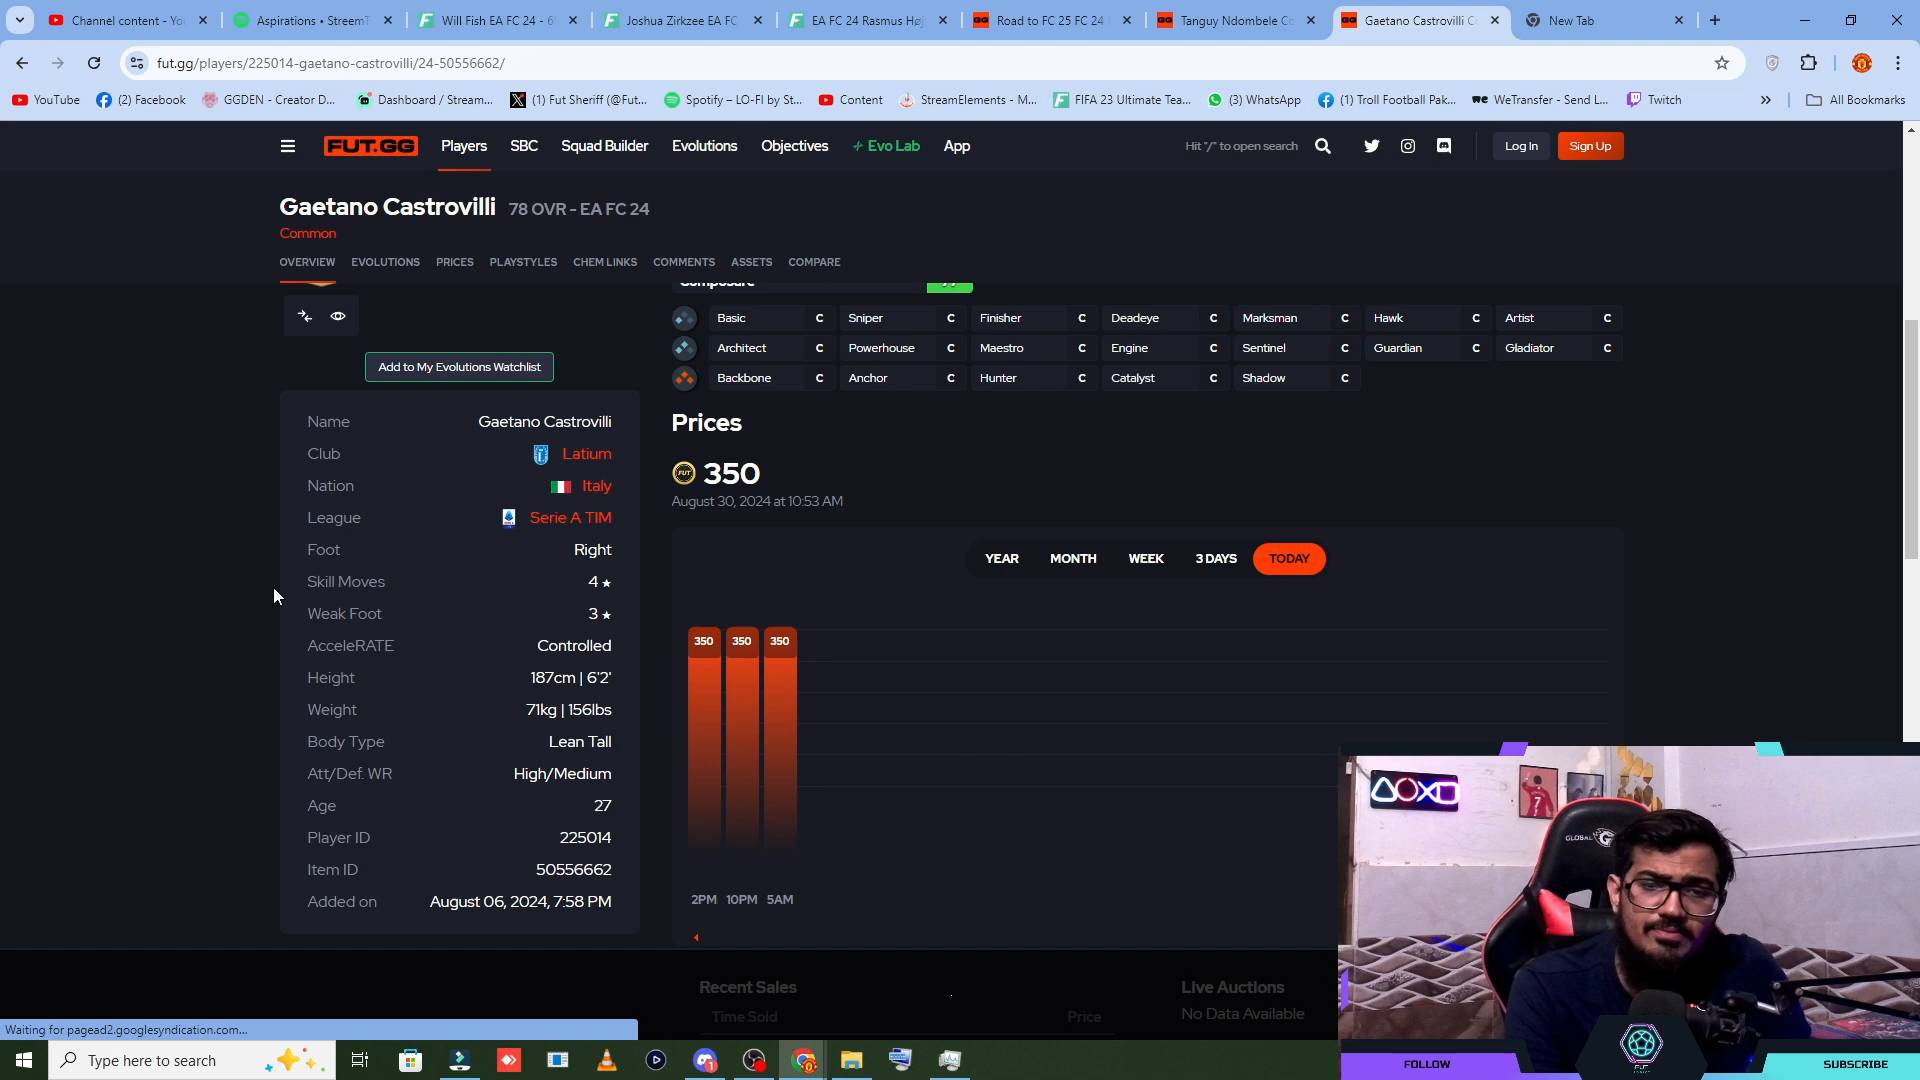 Channel content - Yo
Aspirations • StreemT
Will Fish EA FC 24 - 6
Joshua Zirkzee EA FC
EA FC 24 Rasmus Høj
Road to FC 25 FC 24
Tanguy Ndombele Co
Gaetano Castrovilli Co
New Tab
fut.gg/players/225014-gaetano-castrovilli/24-50556662/
YouTube
(2) Facebook
GGDEN - Creator D...
Dashboard / Stream...
(1) Fut Sheriff (@Fut...
Spotify – LO-FI by St...
Content
StreamElements - M...
FIFA 23 Ultimate Tea...
(3) WhatsApp
(1) Troll Football Pak...
WeTransfer - Send L...
Twitch
All Bookmarks
FUT.GG
Players
SBC
Squad Builder
Evolutions
Objectives
Evo Lab
App
Hit "/" to open search
Log In
Sign Up
Gaetano Castrovilli 78 OVR - EA FC 24
Common
OVERVIEW
EVOLUTIONS
PRICES
PLAYSTYLES
CHEM LINKS
COMMENTS
ASSETS
COMPARE
Composure
Basic C Sniper C Finisher C Deadeye C Marksman C Hawk C Artist C
Architect C Powerhouse C Maestro C Engine C Sentinel C Guardian C Gladiator C
Backbone C Anchor C Hunter C Catalyst C Shadow C
Add to My Evolutions Watchlist
Name Gaetano Castrovilli
Club Latium
Nation Italy
League Serie A TIM
Foot Right
Skill Moves 4
Weak Foot 3
AcceleRATE Controlled
Height 187cm | 6'2'
Weight 71kg | 156lbs
Body Type Lean Tall
Att/Def. WR High/Medium
Age 27
Player ID 225014
Item ID 50556662
Added on August 06, 2024, 7:58 PM
Prices
350
August 30, 2024 at 10:53 AM
YEAR MONTH WEEK 3 DAYS TODAY
350 350 350
2PM 10PM 5AM
Recent Sales
Time Sold Price
Live Auctions
No Data Available
Waiting for pagead2.googlesyndication.com...
Type here to search
GLOBAL
7
FOLLOW
SUBSCRIBE